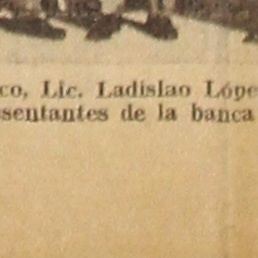 co, Lic. Ladislao Lópe
sentantes de la banca